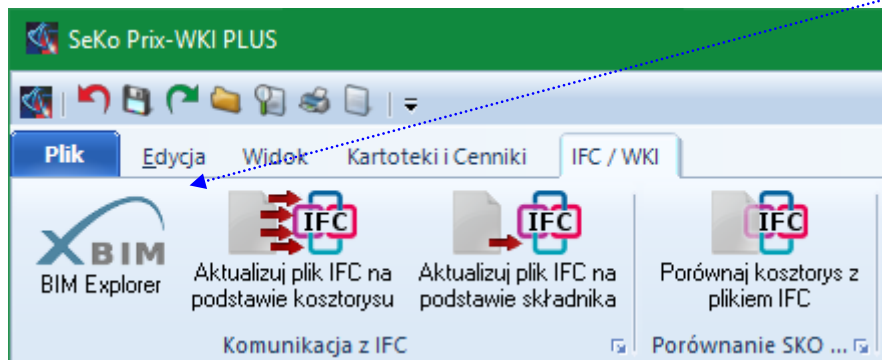 SeKo Prix-WKI PLUS
Plik Edycja Widok Kartoteki i Cenniki IFC / WKI
XBIM
BIM Explorer
IFC
Aktualizuj plik IFC na
podstawie kosztorysu
IFC
Aktualizuj plik IFC na
podstawie składnika
IFC
Porównaj kosztorys z
plikiem IFC
Komunikacja z IFC
Porównanie SKO ...